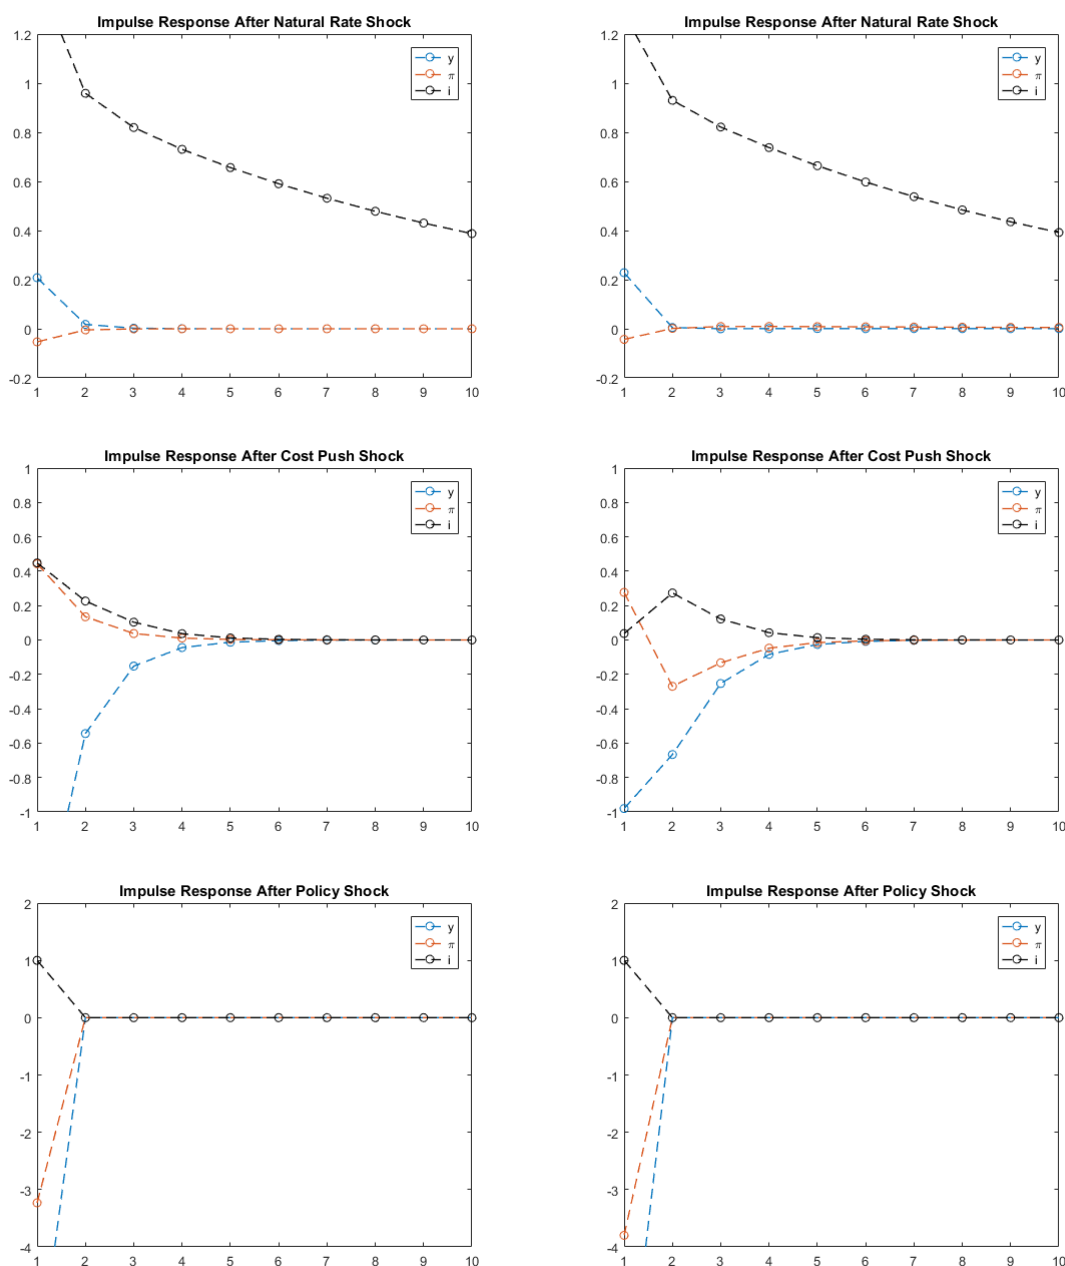 Impulse Response After Natural Rate Shock
1.2
1
0.8
0.6
0.4
0.2
0
-0.2
1 2 3 4 5 6 7 8 9 10
y
π
i
Impulse Response After Natural Rate Shock
1.2
1
0.8
0.6
0.4
0.2
0
-0.2
1 2 3 4 5 6 7 8 9 10
y
π
i
Impulse Response After Cost Push Shock
1
0.8
0.6
0.4
0.2
0
-0.2
-0.4
-0.6
-0.8
-1
1 2 3 4 5 6 7 8 9 10
y
π
i
Impulse Response After Cost Push Shock
1
0.8
0.6
0.4
0.2
0
-0.2
-0.4
-0.6
-0.8
-1
1 2 3 4 5 6 7 8 9 10
y
π
i
Impulse Response After Policy Shock
2
1
0
-1
-2
-3
-4
1 2 3 4 5 6 7 8 9 10
y
π
i
Impulse Response After Policy Shock
2
1
0
-1
-2
-3
-4
1 2 3 4 5 6 7 8 9 10
y
π
i